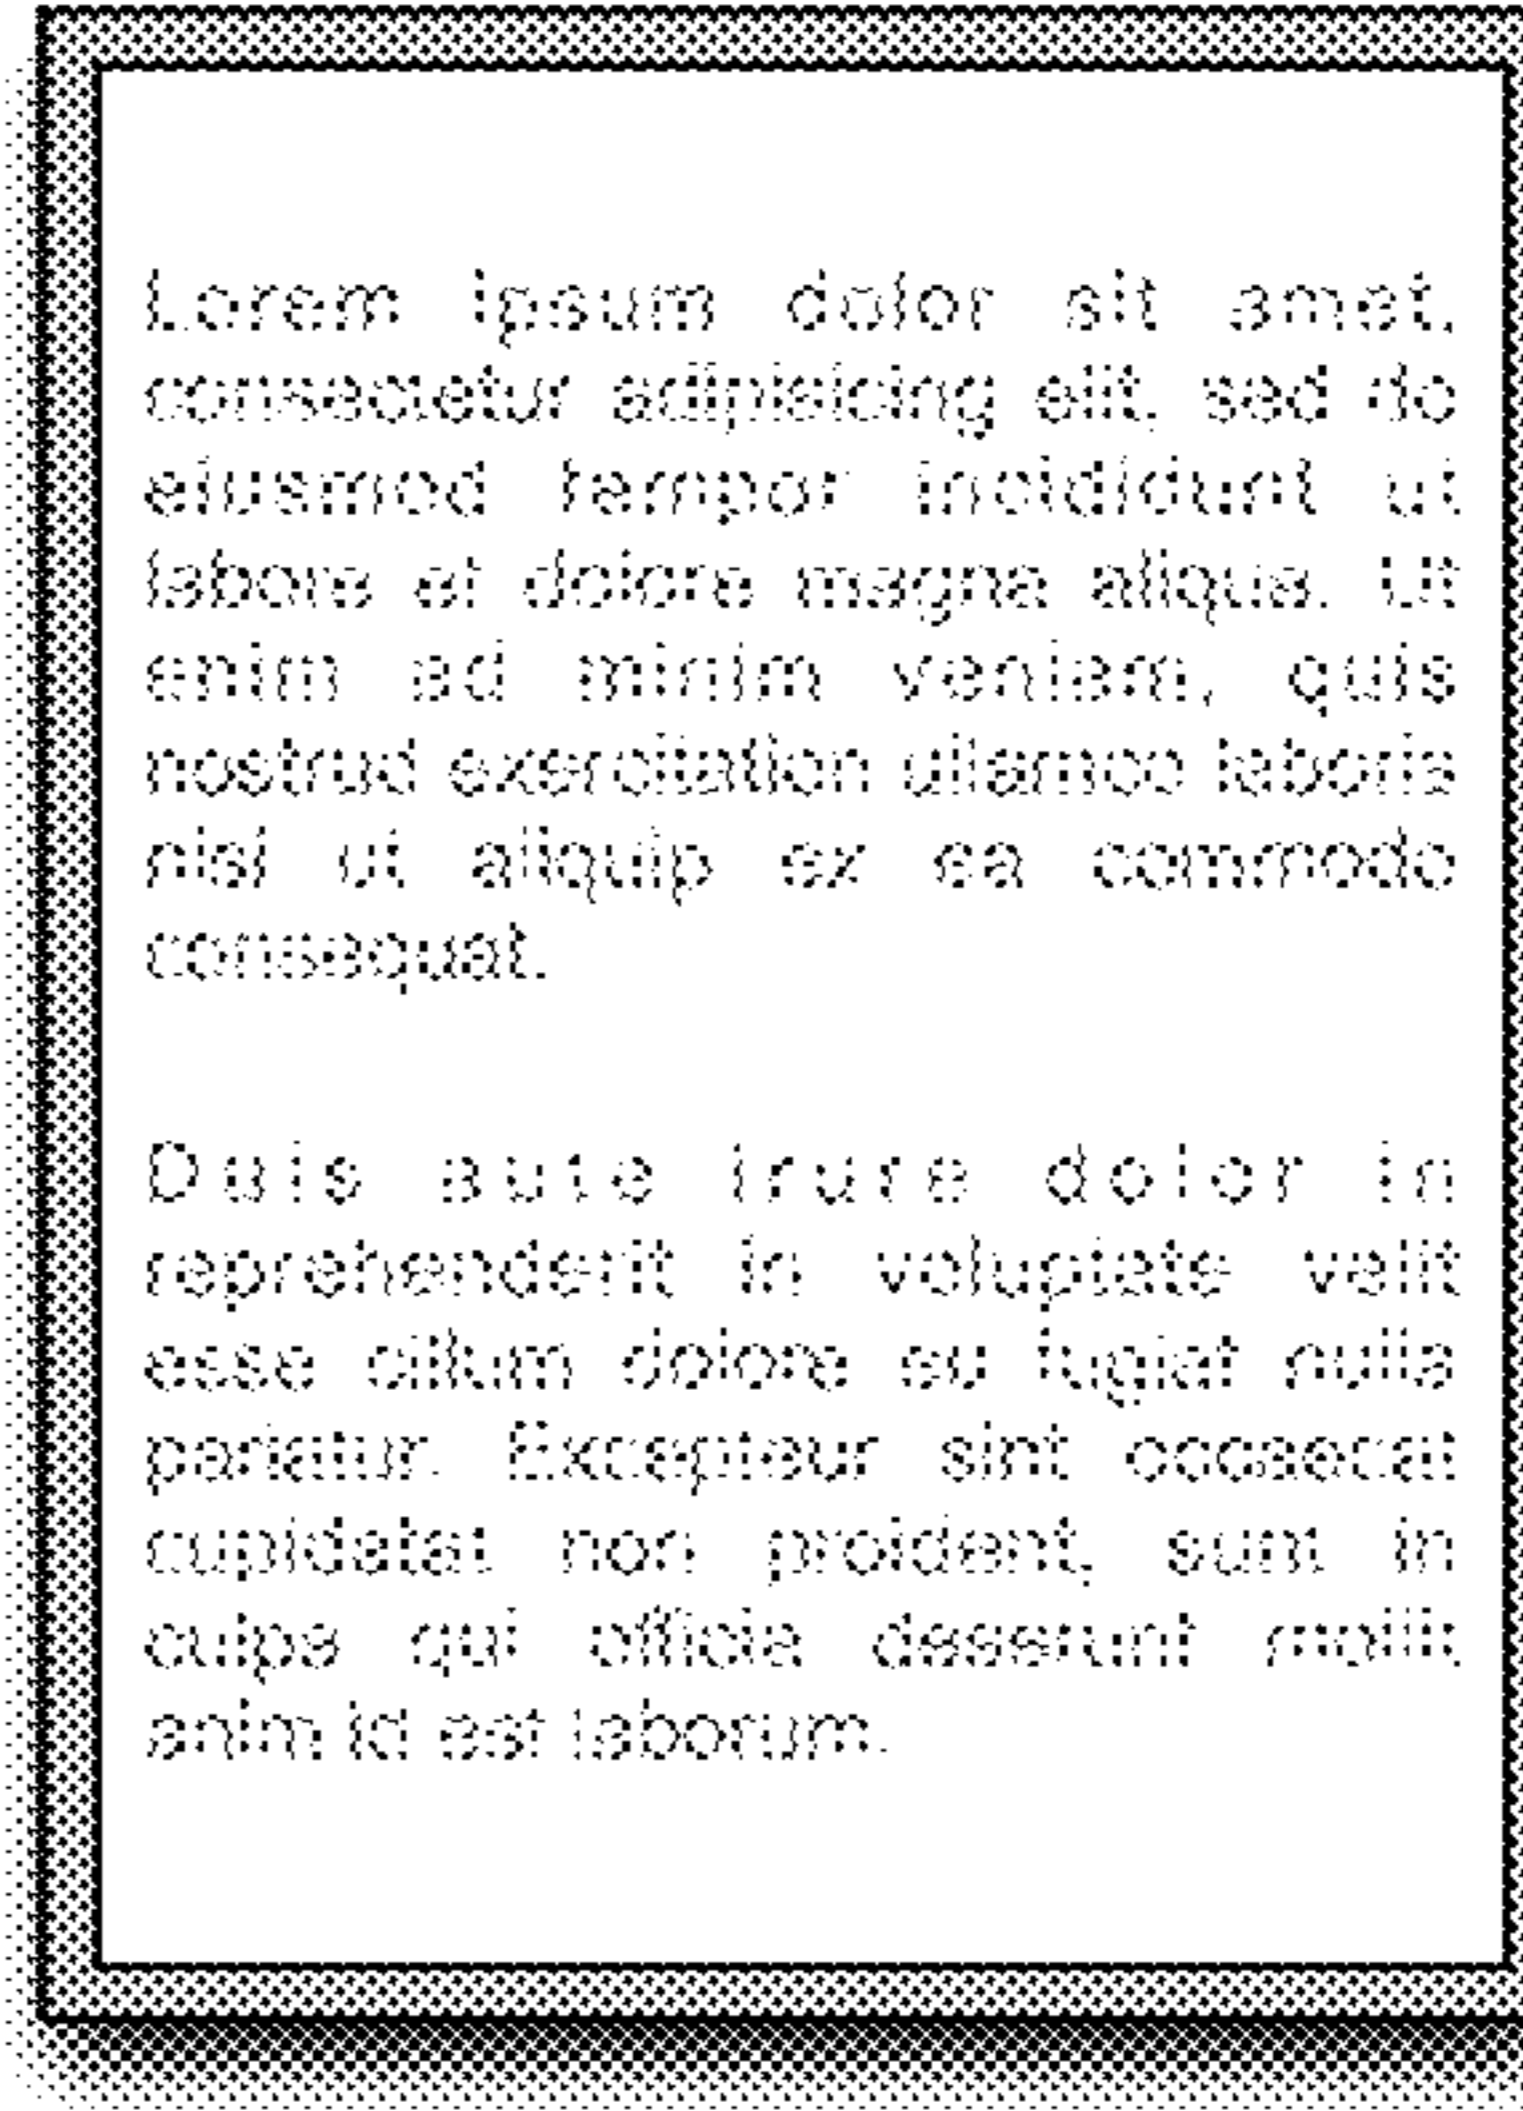 Lorem ipsum dolor sit amet,
consectetur adipisicing elit, sed do
eiusmod tempor incididunt ut
labore et dolore magna aliqua. Ut
enim ad minim veniam, quis
nostrud exercitation ullamco laboris
nisi ut aliquip ex ea commodo
consequat.
Duis aute irure dolor in
reprehenderit in voluptate velit
esse cillum dolore eu fugiat nulla
pariatur. Excepteur sint occaecat
cupidatat non proident, sunt in
culpa qui officia deserunt mollit
anim id est laborum.